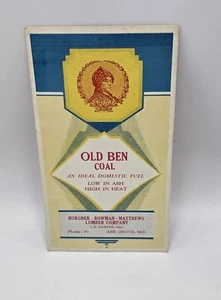 OLD BEN
COAL
AN IDEAL DOMESTIC FUEL
LOW IN ASH
HIGH IN HEAT
BURGNER - BOWMAN - MATTHEWS
LUMBER COMPANY
Phone: 97 ASH GROVE, MO.